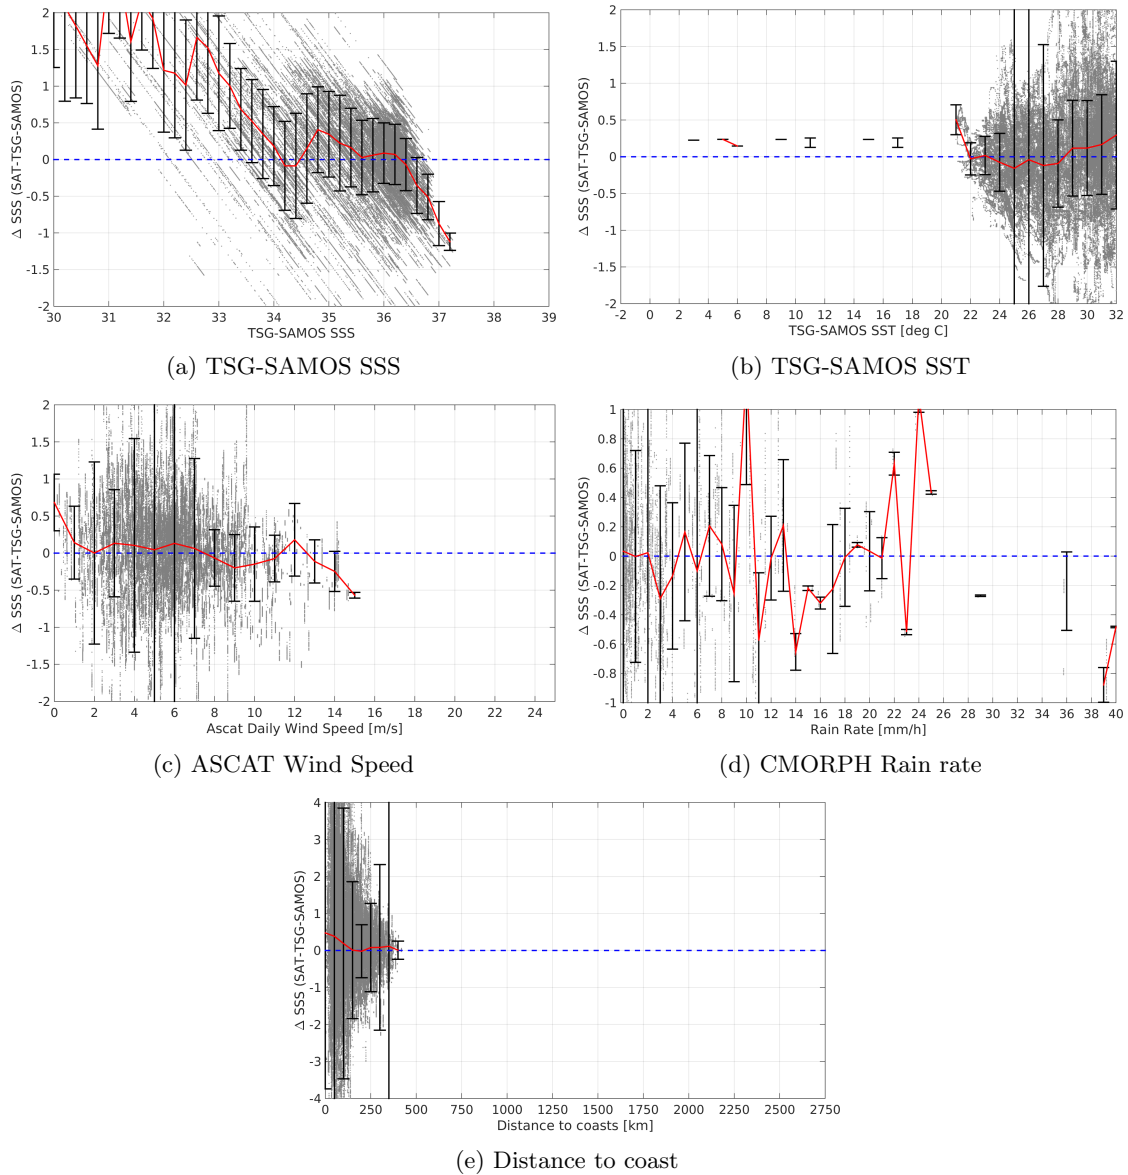 2
1.5
1
0.5
0
-0.5
-1
-1.5
-2
Δ SSS (SAT-TSG-SAMOS)
30 31 32 33 34 35 36 37 38 39
TSG-SAMOS SSS
(a) TSG-SAMOS SSS
2
1.5
1
0.5
0
-0.5
-1
-1.5
-2
Δ SSS (SAT-TSG-SAMOS)
-2 0 2 4 6 8 10 12 14 16 18 20 22 24 26 28 30 32
TSG-SAMOS SST [deg C]
(b) TSG-SAMOS SST
2
1.5
1
0.5
0
-0.5
-1
-1.5
-2
Δ SSS (SAT-TSG-SAMOS)
0 2 4 6 8 10 12 14 16 18 20 22 24
Ascat Daily Wind Speed [m/s]
(c) ASCAT Wind Speed
1
0.8
0.6
0.4
0.2
0
-0.2
-0.4
-0.6
-0.8
-1
Δ SSS (SAT-TSG-SAMOS)
0 2 4 6 8 10 12 14 16 18 20 22 24 26 28 30 32 34 36 38 40
Rain Rate [mm/h]
(d) CMORPH Rain rate
4
3
2
1
0
-1
-2
-3
-4
Δ SSS (SAT-TSG-SAMOS)
0 250 500 750 1000 1250 1500 1750 2000 2250 2500 2750
Distance to coasts [km]
(e) Distance to coast